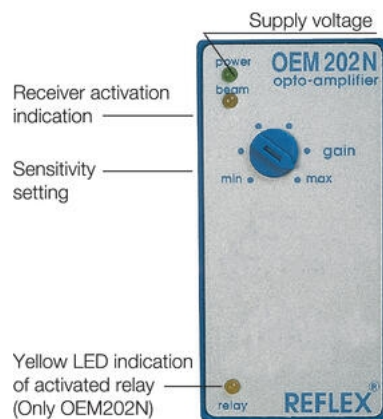 Supply voltage
power
OEM 202N
opto-amplifier
beam
Receiver activation
indication
gain
Sensitivity
setting
min
max
Yellow LED indication
of activated relay
(Only OEM202N)
relay
REFLEX®